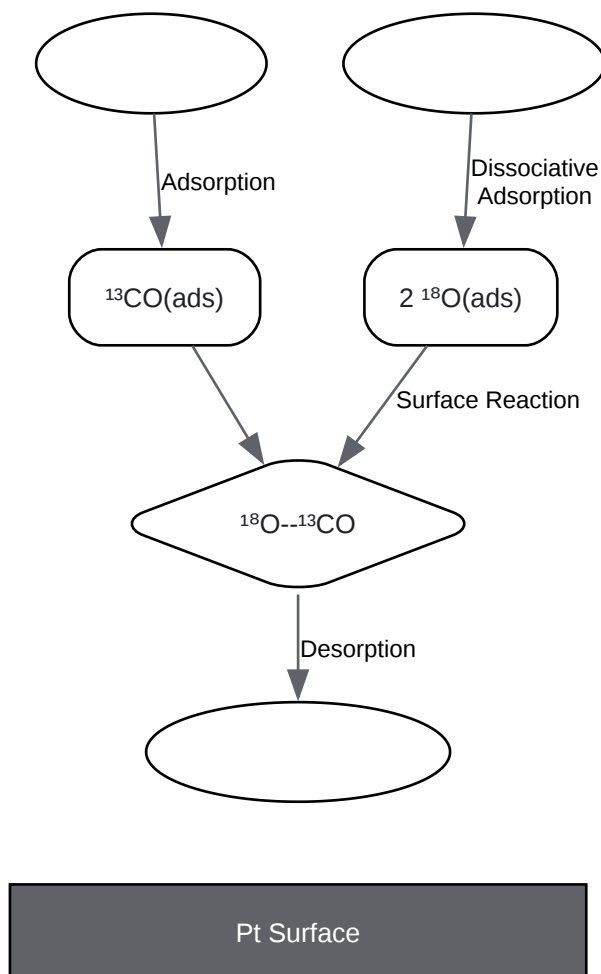 Adsorption
Dissociative
Adsorption
¹³CO(ads)
2 ¹⁸O(ads)
Surface Reaction
¹⁸O--¹³CO
Desorption
Pt Surface